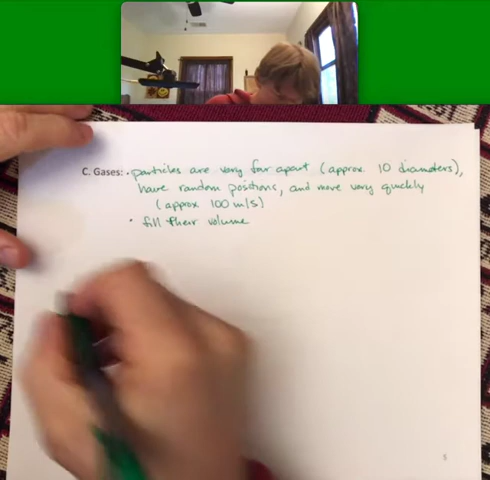 C. Gases: • particles are very far apart (approx. 10 diameters),
have random positions, and move very quickly
(approx 100 m/s)
• fill their volume
5